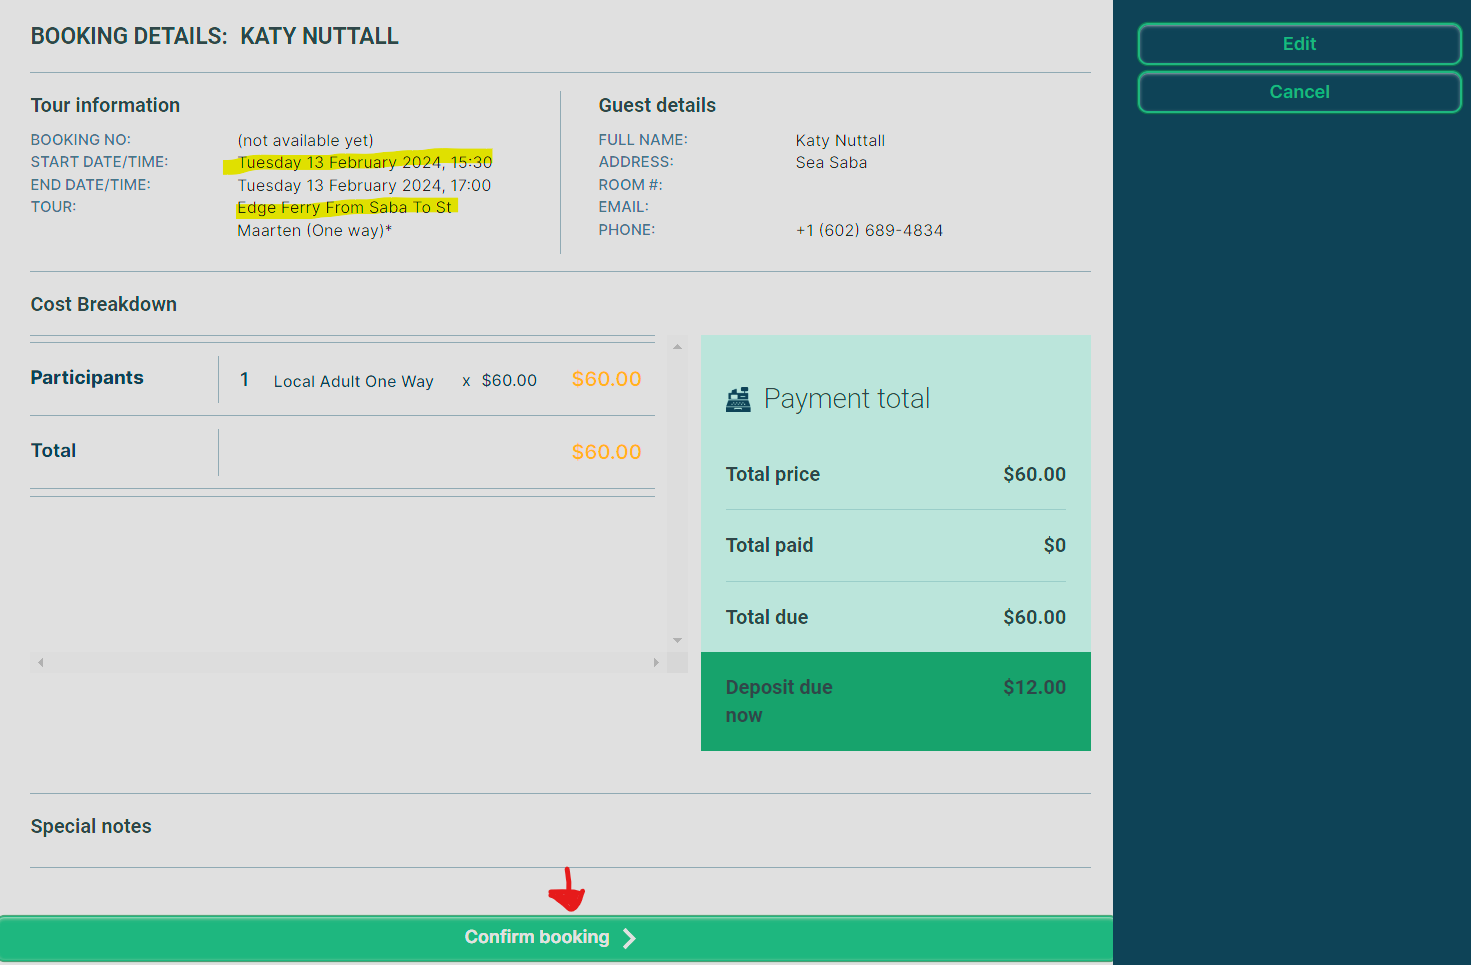 BOOKING DETAILS: KATY NUTTALL
Edit
Cancel
Tour information
BOOKING NO: (not available yet)
START DATE/TIME: Tuesday 13 February 2024, 15:30
END DATE/TIME: Tuesday 13 February 2024, 17:00
TOUR: Edge Ferry From Saba To St
Maarten (One way)*
Guest details
FULL NAME: Katy Nuttall
ADDRESS: Sea Saba
ROOM #:
EMAIL:
PHONE: +1 (602) 689-4834
Cost Breakdown
Participants 1 Local Adult One Way x $60.00 $60.00
Total $60.00
Payment total
Total price $60.00
Total paid $0
Total due $60.00
Deposit due $12.00
now
Special notes
Confirm booking